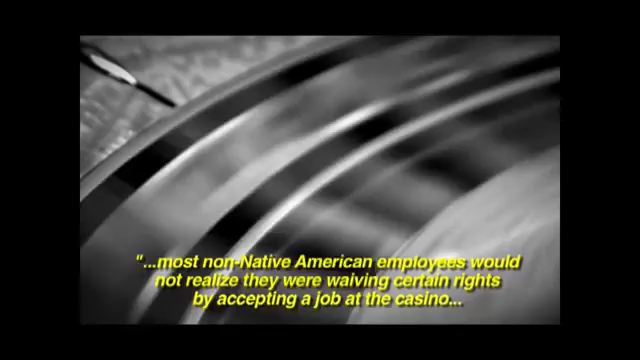 "...most non-Native American employees would
not realize they were waiving certain rights
by accepting a job at the casino...